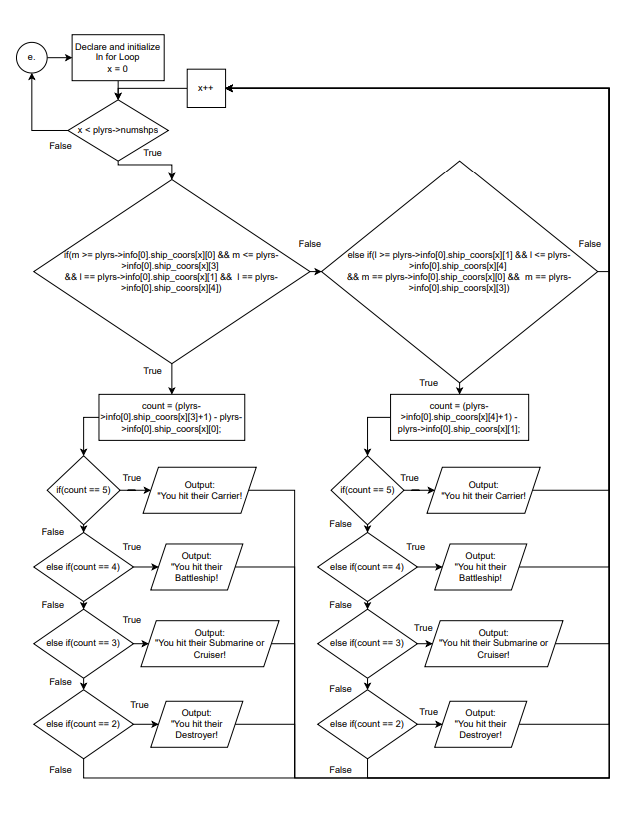 e.
Declare and initialize
In for Loop
x = 0
x++
x < plyrs->numshps
False
True
if(m >= plyrs->info[0].ship_coors[x][0] && m <= plyrs-
>info[0].ship_coors[x][3]
&& l == plyrs->info[0].ship_coors[x][1] && l == plyrs-
>info[0].ship_coors[x][4])
False
else if(l >= plyrs->info[0].ship_coors[x][1] && l <= plyrs-
>info[0].ship_coors[x][4]
&& m == plyrs->info[0].ship_coors[x][0] && m == plyrs-
>info[0].ship_coors[x][3])
False
True
True
count = (plyrs-
>info[0].ship_coors[x][3]+1) - plyrs-
>info[0].ship_coors[x][0];
count = (plyrs-
>info[0].ship_coors[x][4]+1) -
plyrs->info[0].ship_coors[x][1];
if(count == 5)
True
Output:
"You hit their Carrier!
False
else if(count == 4)
True
Output:
"You hit their
Battleship!
False
else if(count == 3)
True
Output:
"You hit their Submarine or
Cruiser!
False
else if(count == 2)
True
Output:
"You hit their
Destroyer!
False
if(count == 5)
True
Output:
"You hit their Carrier!
False
else if(count == 4)
True
Output:
"You hit their
Battleship!
False
else if(count == 3)
True
Output:
"You hit their Submarine or
Cruiser!
False
else if(count == 2)
True
Output:
"You hit their
Destroyer!
False